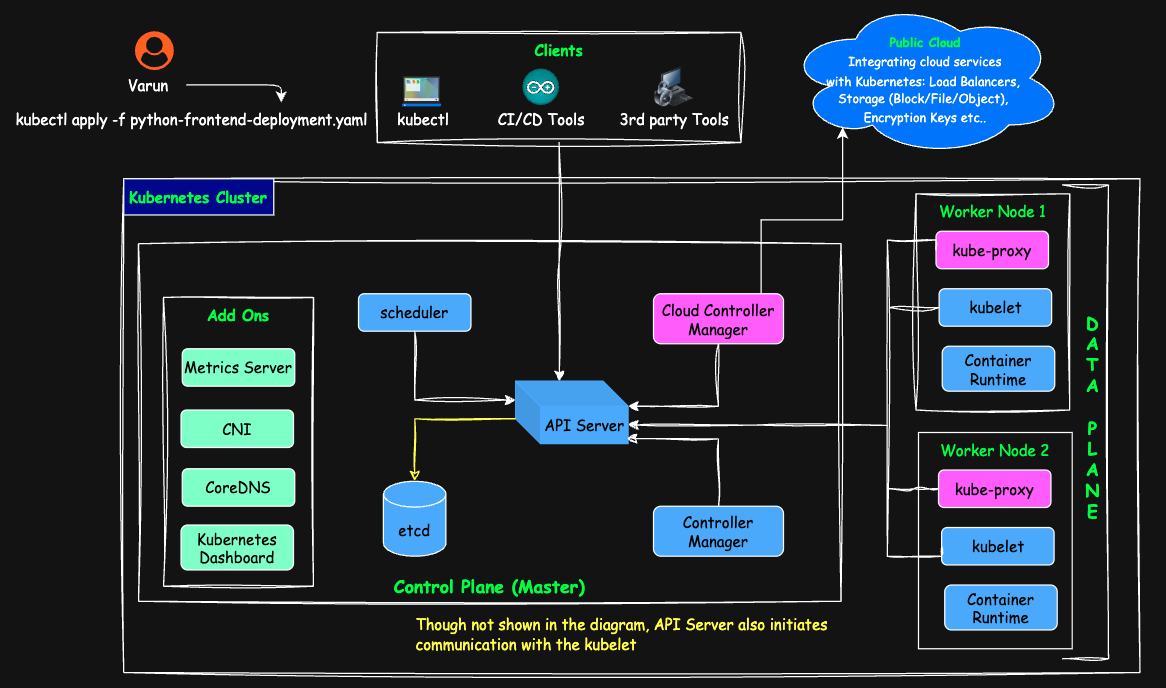 Varun
kubectl apply -f python-frontend-deployment.yaml
Clients
kubectl
CI/CD Tools
3rd party Tools
Public Cloud
Integrating cloud services
with Kubernetes: Load Balancers,
Storage (Block/File/Object),
Encryption Keys etc..
Kubernetes Cluster
Add Ons
Metrics Server
CNI
CoreDNS
Kubernetes
Dashboard
scheduler
Cloud Controller
Manager
API Server
etcd
Controller
Manager
Control Plane (Master)
Though not shown in the diagram, API Server also initiates
communication with the kubelet
Worker Node 1
kube-proxy
kubelet
Container
Runtime
Worker Node 2
kube-proxy
kubelet
Container
Runtime
DATA PLANE